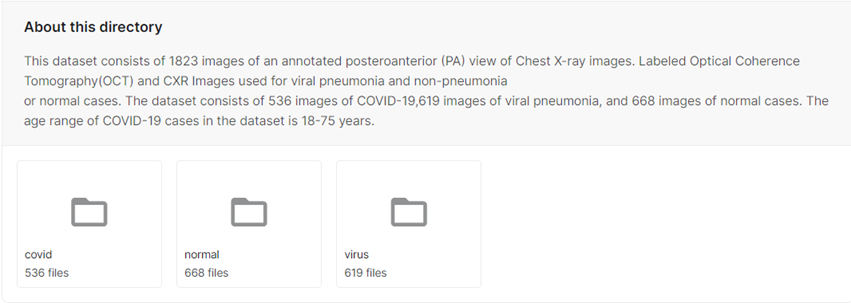 About this directory
This dataset consists of 1823 images of an annotated posteroanterior (PA) view of Chest X-ray images. Labeled Optical Coherence
Tomography(OCT) and CXR Images used for viral pneumonia and non-pneumonia
or normal cases. The dataset consists of 536 images of COVID-19,619 images of viral pneumonia, and 668 images of normal cases. The
age range of COVID-19 cases in the dataset is 18-75 years.
covid
536 files
normal
668 files
virus
619 files